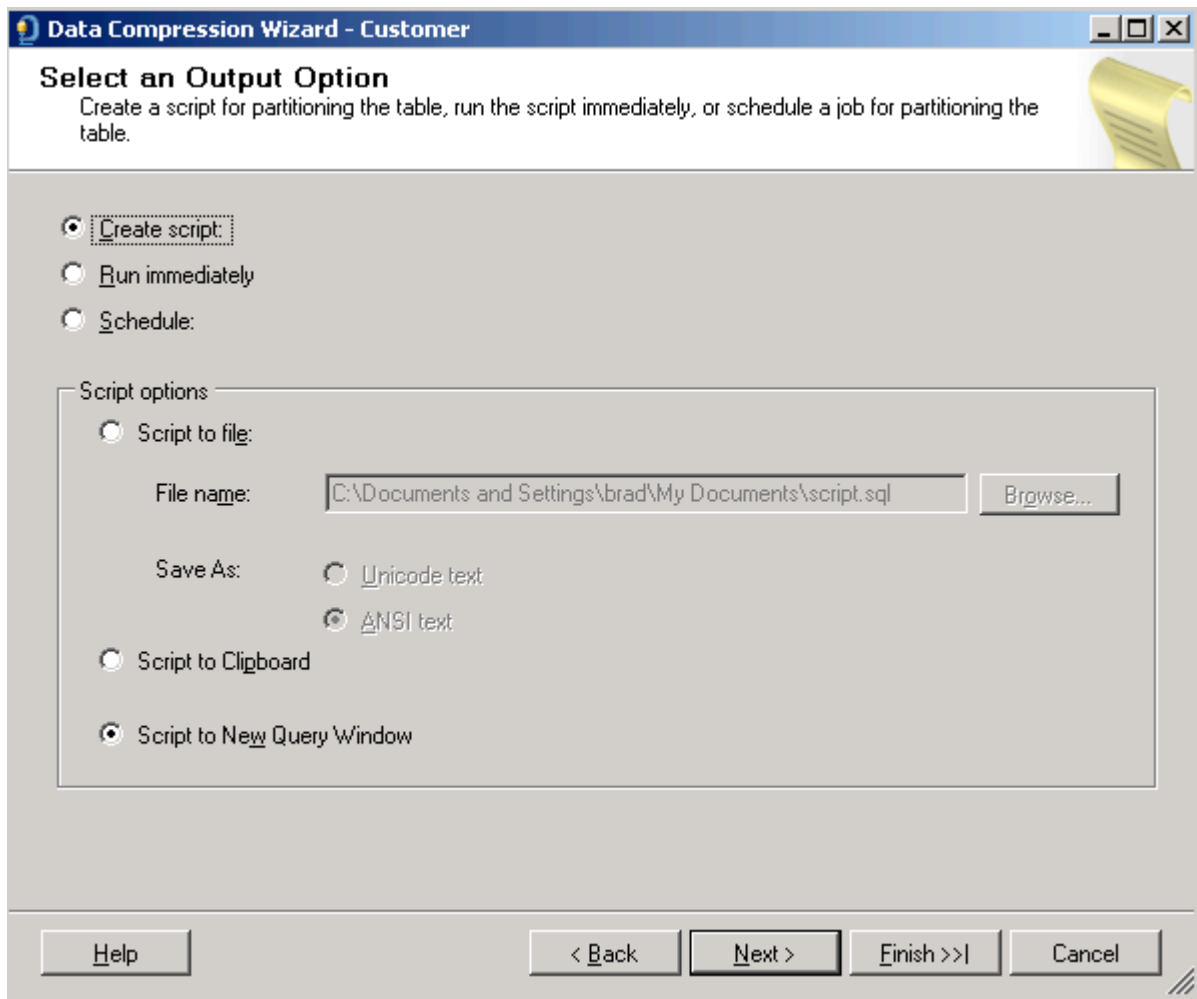 Data Compression Wizard - Customer
Select an Output Option
Create a script for partitioning the table, run the script immediately, or schedule a job for partitioning the
table.
Create script:
Run immediately
Schedule:
Script options
Script to file:
File name: C:\Documents and Settings\brad\My Documents\script.sql Browse...
Save As: Unicode text
ANSI text
Script to Clipboard
Script to New Query Window
Help < Back Next > Finish >>| Cancel